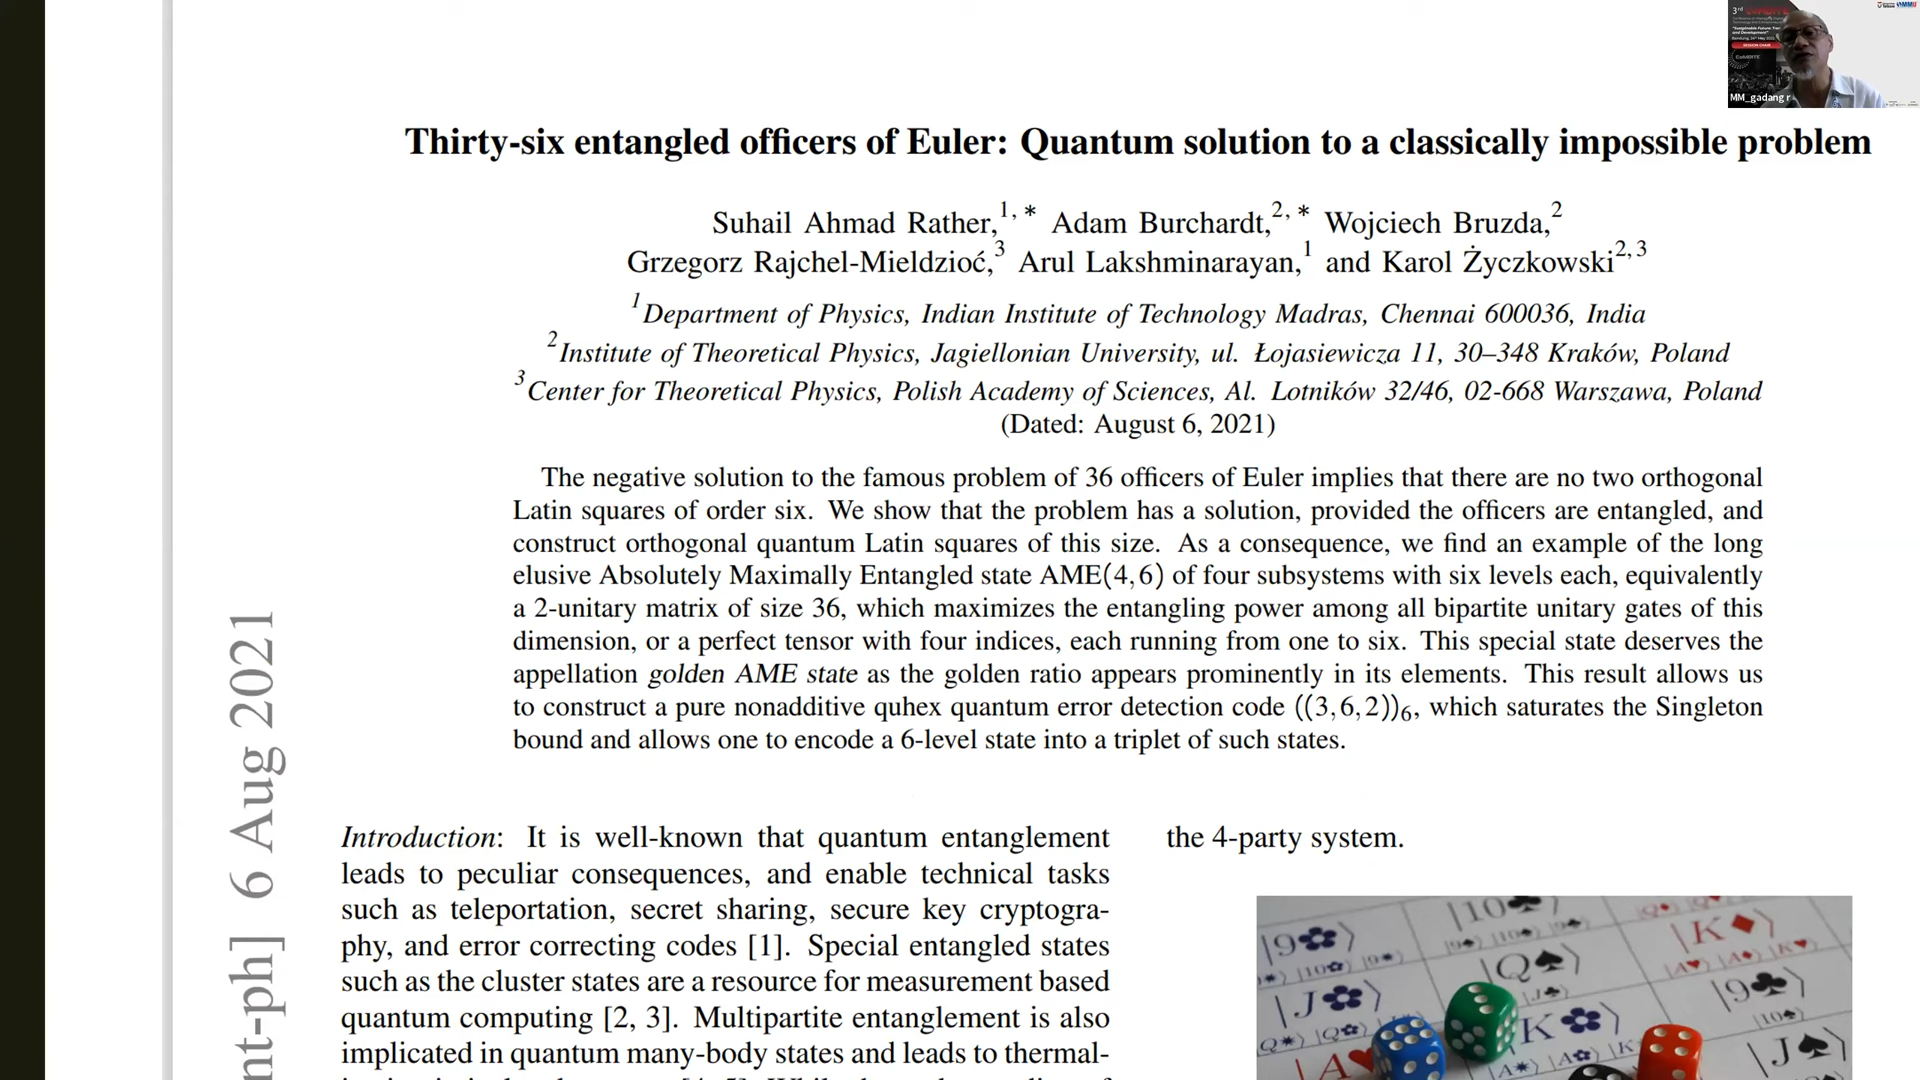 3rd
"Sustainable Future:
and Development"
SESSION CHAIR
MM_gadang r
Thirty-six entangled officers of Euler: Quantum solution to a classically impossible problem
Suhail Ahmad Rather,1, * Adam Burchardt,2, * Wojciech Bruzda,2
Grzegorz Rajchel-Mieldzioć,3 Arul Lakshminarayan,1 and Karol Życzkowski2, 3
1Department of Physics, Indian Institute of Technology Madras, Chennai 600036, India
2Institute of Theoretical Physics, Jagiellonian University, ul. Łojasiewicza 11, 30–348 Kraków, Poland
3Center for Theoretical Physics, Polish Academy of Sciences, Al. Lotników 32/46, 02-668 Warszawa, Poland
(Dated: August 6, 2021)
The negative solution to the famous problem of 36 officers of Euler implies that there are no two orthogonal
Latin squares of order six. We show that the problem has a solution, provided the officers are entangled, and
construct orthogonal quantum Latin squares of this size. As a consequence, we find an example of the long
elusive Absolutely Maximally Entangled state AME(4,6) of four subsystems with six levels each, equivalently
a 2-unitary matrix of size 36, which maximizes the entangling power among all bipartite unitary gates of this
dimension, or a perfect tensor with four indices, each running from one to six. This special state deserves the
appellation golden AME state as the golden ratio appears prominently in its elements. This result allows us
to construct a pure nonadditive quhex quantum error detection code ((3,6,2))6, which saturates the Singleton
bound and allows one to encode a 6-level state into a triplet of such states.
nt-ph] 6 Aug 2021
Introduction: It is well-known that quantum entanglement
leads to peculiar consequences, and enable technical tasks
such as teleportation, secret sharing, secure key cryptogra-
phy, and error correcting codes [1]. Special entangled states
such as the cluster states are a resource for measurement based
quantum computing [2, 3]. Multipartite entanglement is also
implicated in quantum many-body states and leads to thermal-
the 4-party system.
|9✿⟩ |10♣⟩ |K♦⟩
|J✿⟩ |Q♠⟩ |9♣⟩
|A♥ K✿⟩ |J♠⟩